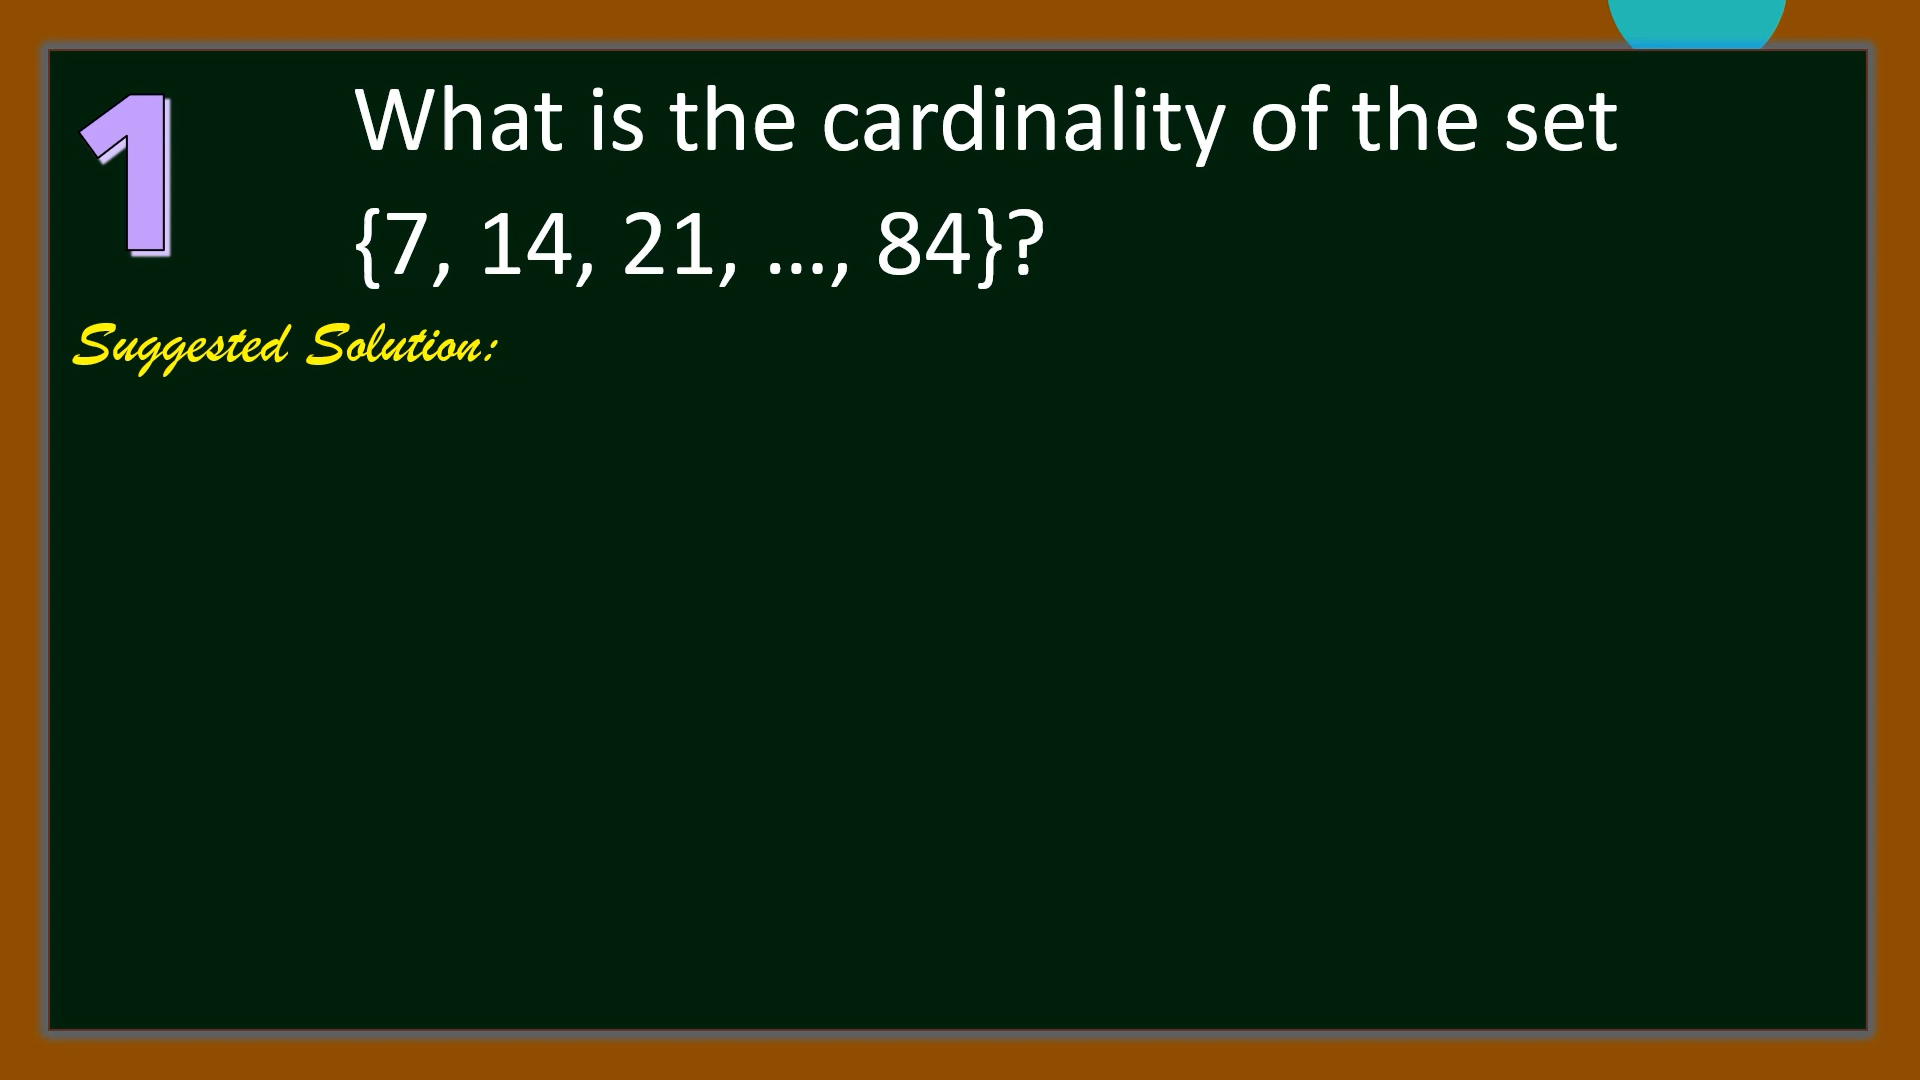 1
What is the cardinality of the set
{7, 14, 21, ..., 84}?
Suggested Solution: